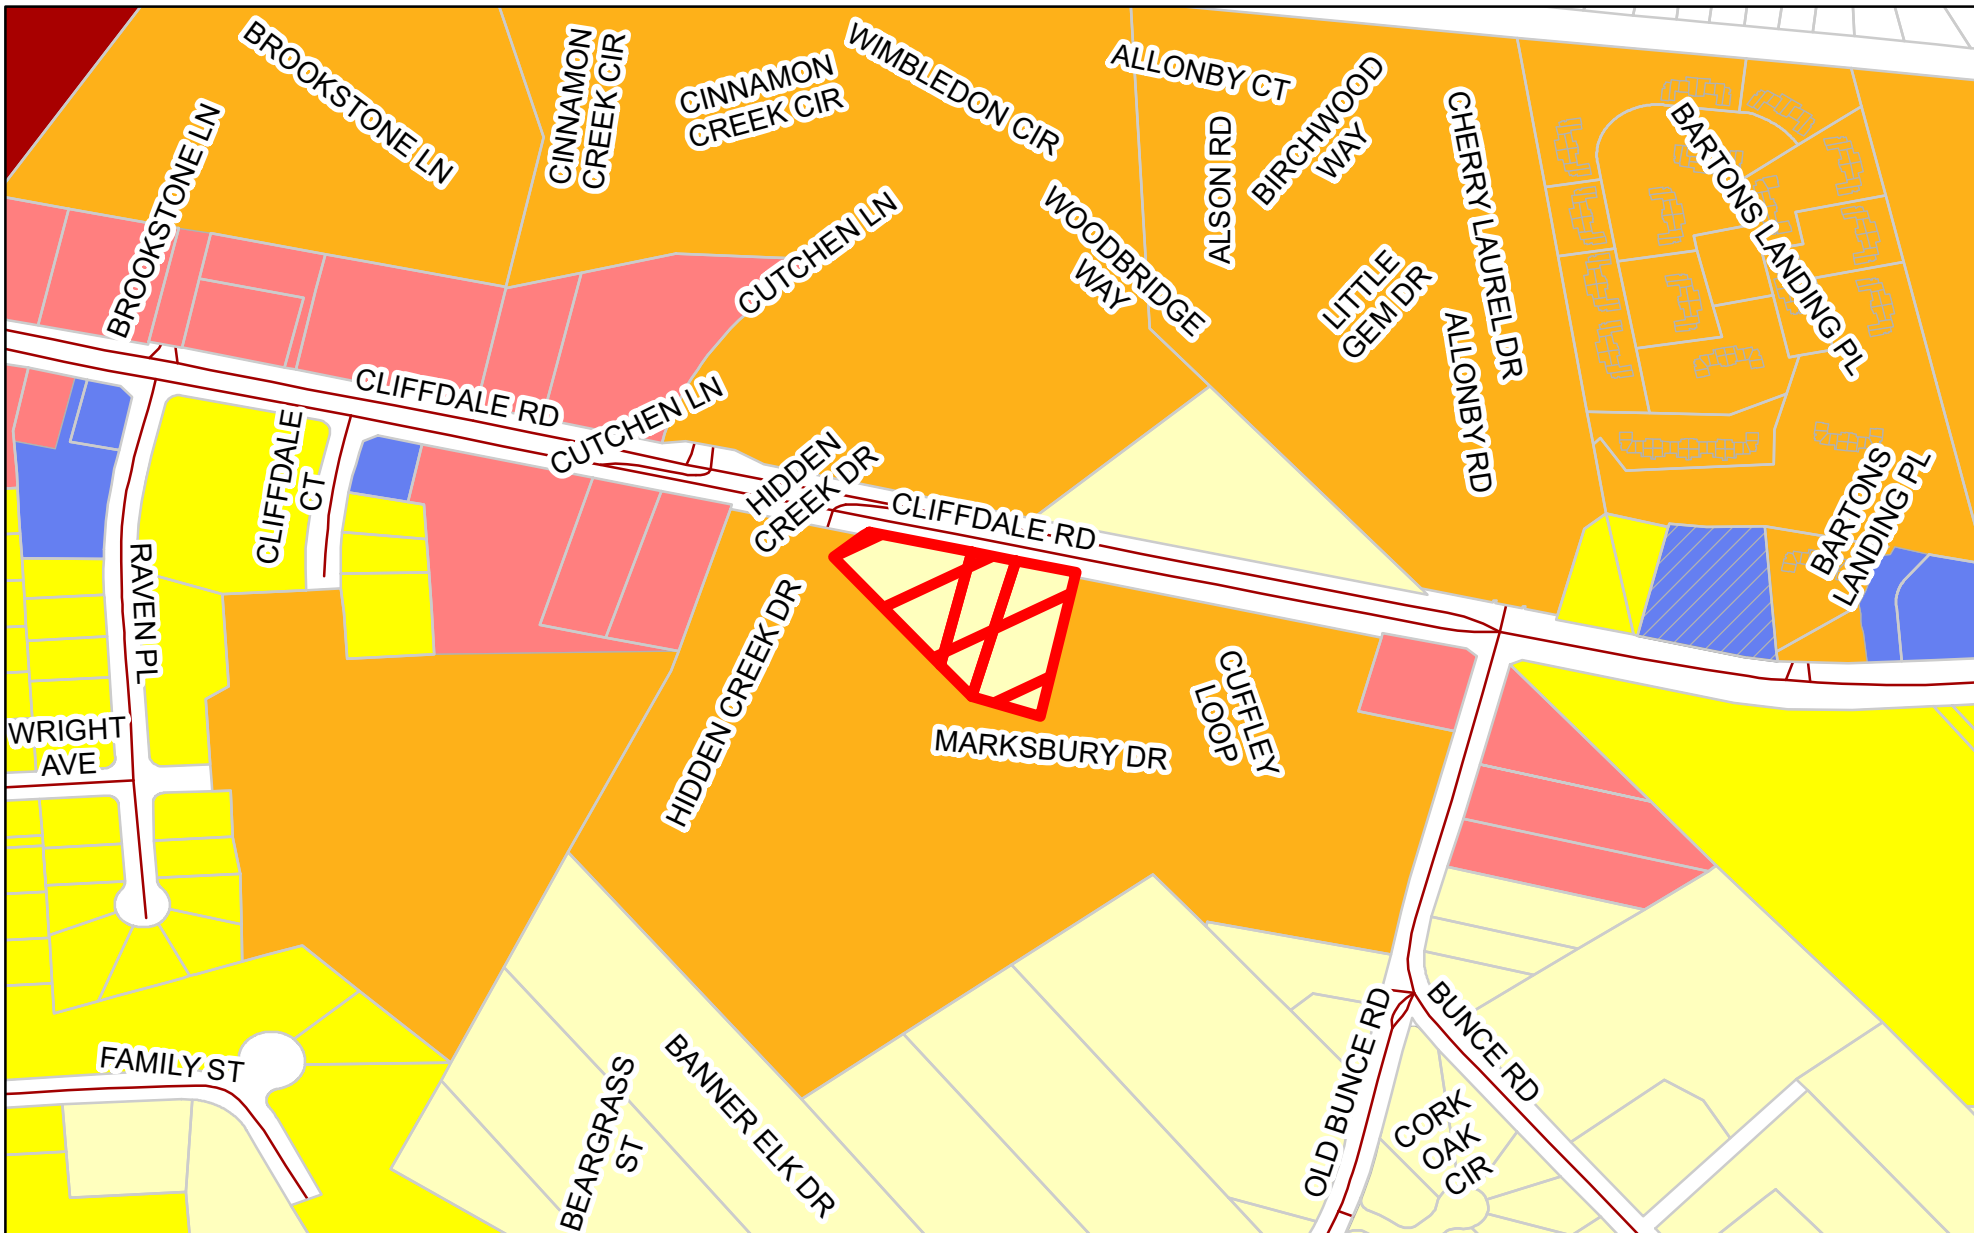 BROOKSTONE LN
CINNAMON
CREEK CIR
CINNAMON
CREEK CIR
WIMBLEDON CIR
ALLONBY CT
BIRCHWOOD
WAY
CHERRY LAUREL DR
BARTONS LANDING PL
BROOKSTONE LN
ALSON RD
CUTCHEN LN
WOODBRIDGE
WAY
LITTLE
GEM DR
ALLONBY RD
CLIFFDALE RD
CUTCHEN LN
CLIFFDALE
CT
HIDDEN
CREEK DR
CLIFFDALE RD
BARTONS
LANDING PL
RAVEN PL
HIDDEN CREEK DR
CUFFLEY
LOOP
WRIGHT
AVE
MARKSBURY DR
FAMILY ST
BEARGRASS
ST
BANNER ELK DR
OLD BUNCE RD
BUNCE RD
CORK
OAK
CIR